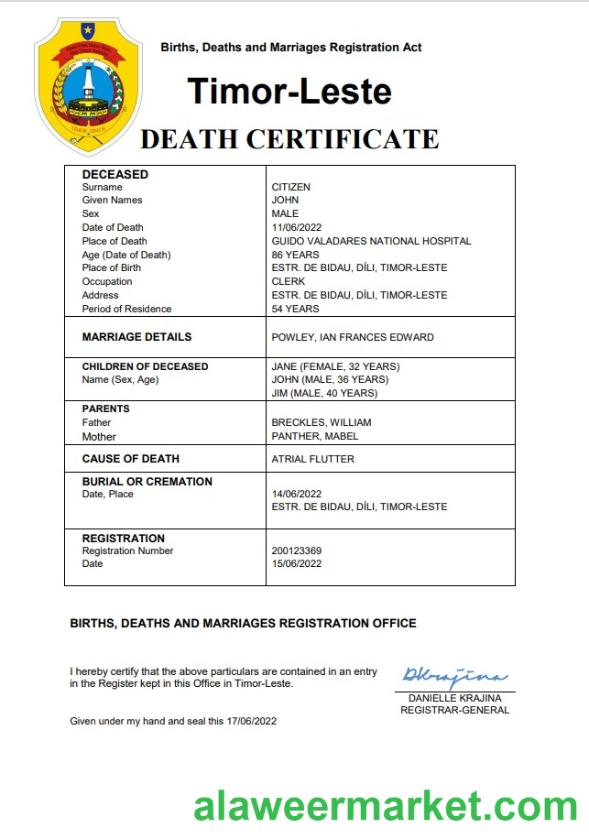 Births, Deaths and Marriages Registration Act
Timor-Leste
DEATH CERTIFICATE
DECEASED
Surname CITIZEN
Given Names JOHN
Sex MALE
Date of Death 11/06/2022
Place of Death GUIDO VALADARES NATIONAL HOSPITAL
Age (Date of Death) 86 YEARS
Place of Birth ESTR. DE BIDAU, DÍLI, TIMOR-LESTE
Occupation CLERK
Address ESTR. DE BIDAU, DÍLI, TIMOR-LESTE
Period of Residence 54 YEARS
MARRIAGE DETAILS POWLEY, IAN FRANCES EDWARD
CHILDREN OF DECEASED JANE (FEMALE, 32 YEARS)
Name (Sex, Age) JOHN (MALE, 36 YEARS)
JIM (MALE, 40 YEARS)
PARENTS
Father BRECKLES, WILLIAM
Mother PANTHER, MABEL
CAUSE OF DEATH ATRIAL FLUTTER
BURIAL OR CREMATION
Date, Place 14/06/2022
ESTR. DE BIDAU, DÍLI, TIMOR-LESTE
REGISTRATION
Registration Number 200123369
Date 15/06/2022
BIRTHS, DEATHS AND MARRIAGES REGISTRATION OFFICE
I hereby certify that the above particulars are contained in an entry
in the Register kept in this Office in Timor-Leste.
DKrajina
DANIELLE KRAJINA
REGISTRAR-GENERAL
Given under my hand and seal this 17/06/2022
alaweermarket.com